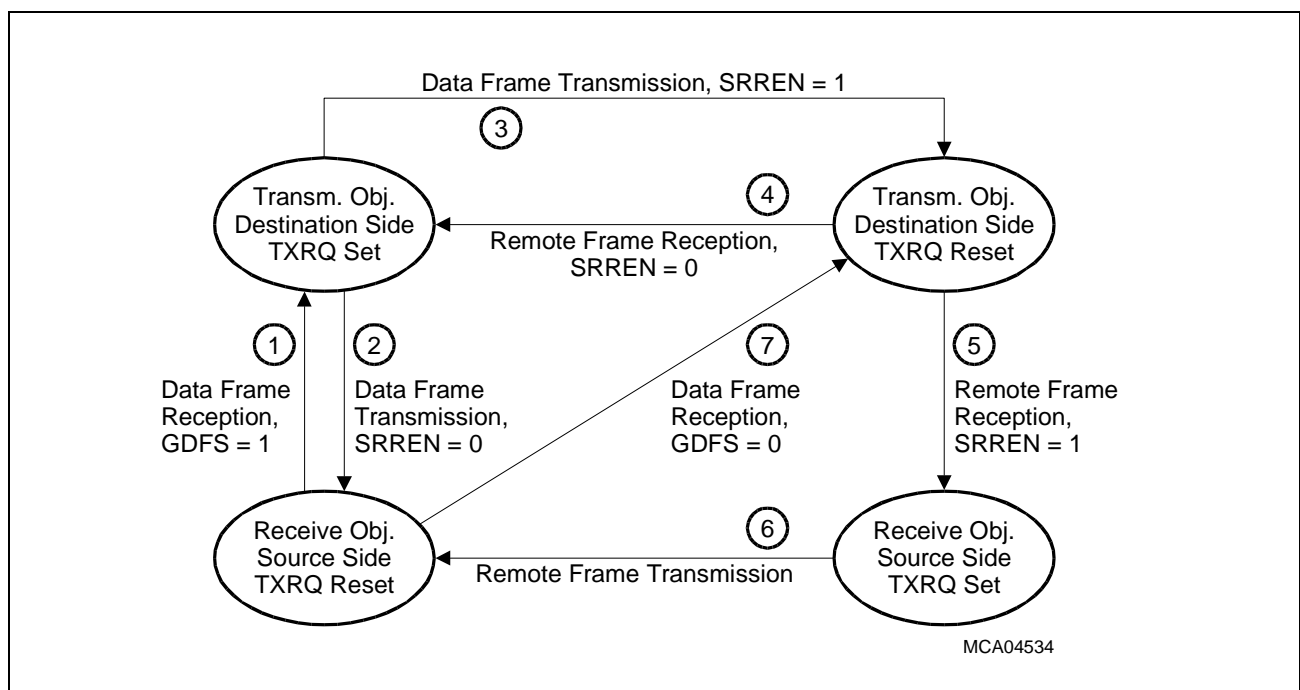 Data Frame Transmission, SRREN = 1
3
Transm. Obj.
Destination Side
TXRQ Set
4
Remote Frame Reception,
SRREN = 0
Transm. Obj.
Destination Side
TXRQ Reset
1
Data Frame
Reception,
GDFS = 1
2
Data Frame
Transmission,
SRREN = 0
7
Data Frame
Reception,
GDFS = 0
5
Remote Frame
Reception,
SRREN = 1
Receive Obj.
Source Side
TXRQ Reset
6
Remote Frame Transmission
Receive Obj.
Source Side
TXRQ Set
MCA04534